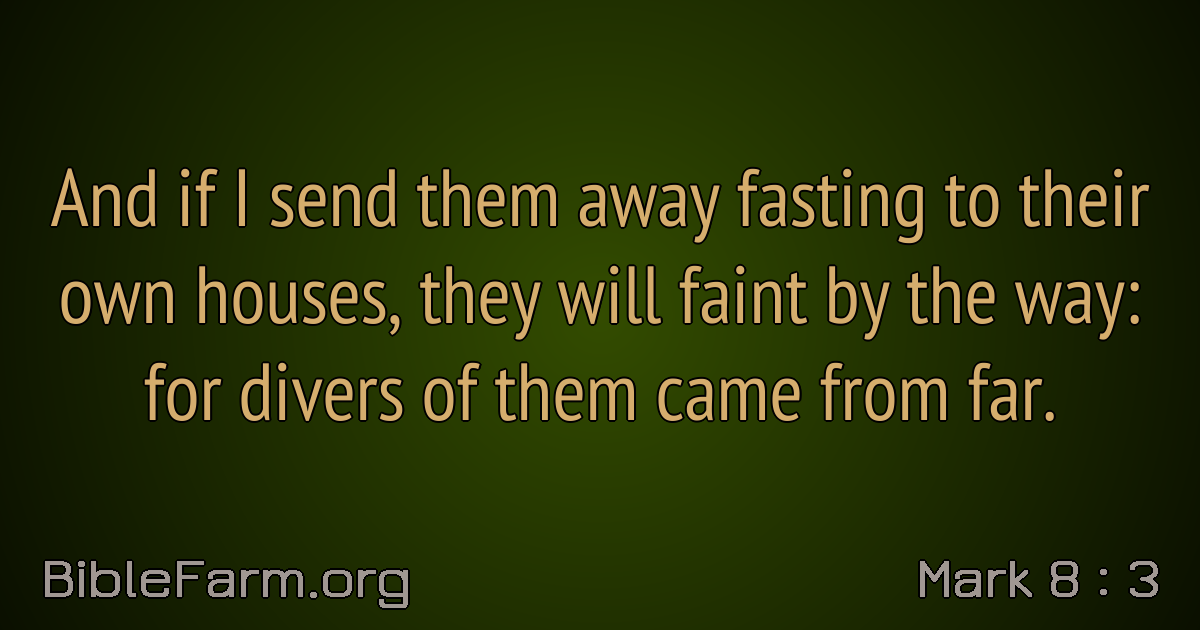 And if I send them away fasting to their
own houses, they will faint by the way:
for divers of them came from far.
BibleFarm.org
Mark 8 : 3